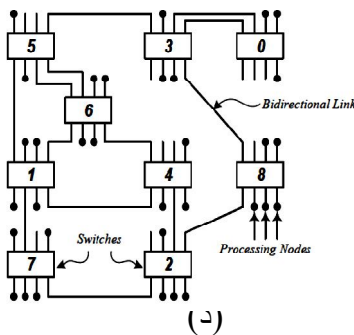 5
3
0
6
Bidirectional Link
1
4
8
Switches
Processing Nodes
7
2
(د)